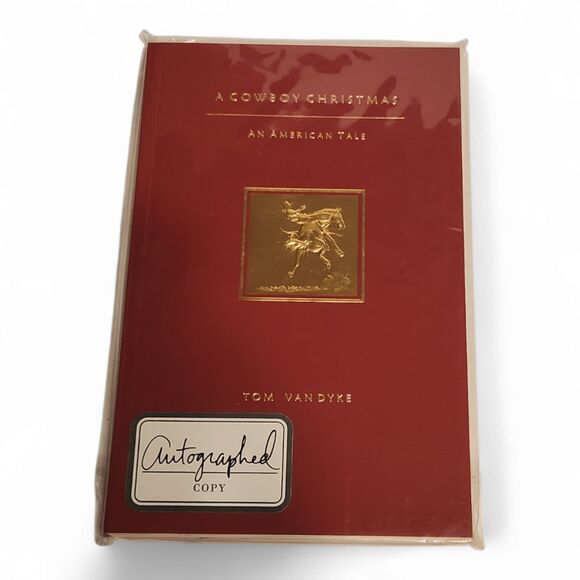 A COWBOY CHRISTMAS
AN AMERICAN TALE
TOM VAN DYKE
Autographed
COPY